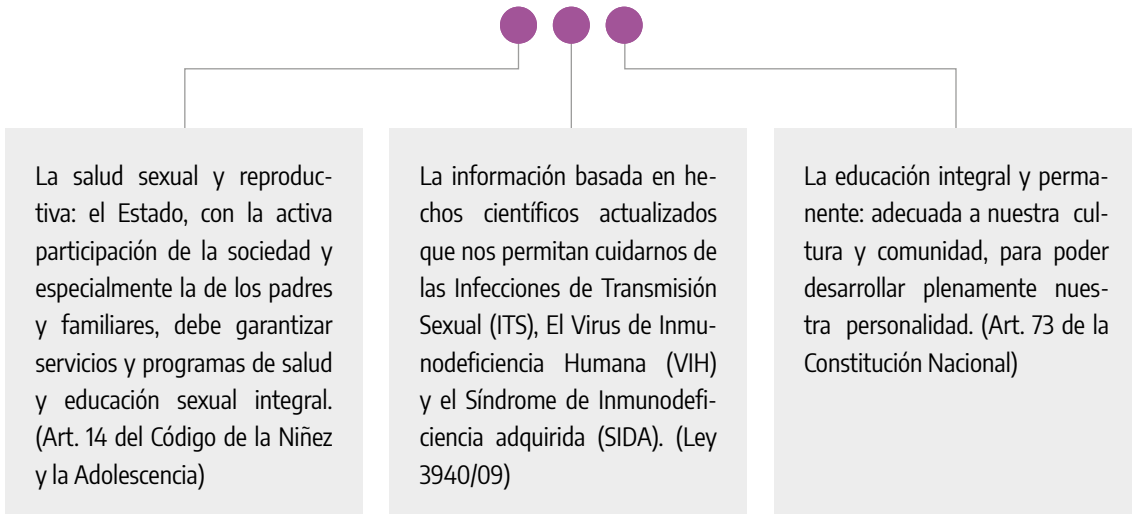 La salud sexual y reproduc-
tiva: el Estado, con la activa
participación de la sociedad y
especialmente la de los padres
y familiares, debe garantizar
servicios y programas de salud
y educación sexual integral.
(Art. 14 del Código de la Niñez
y la Adolescencia)
La información basada en he-
chos científicos actualizados
que nos permitan cuidarnos de
las Infecciones de Transmisión
Sexual (ITS), El Virus de Inmu-
nodeficiencia Humana (VIH)
y el Síndrome de Inmunodefi-
ciencia adquirida (SIDA). (Ley
3940/09)
La educación integral y perma-
nente: adecuada a nuestra cul-
tura y comunidad, para poder
desarrollar plenamente nues-
tra personalidad. (Art. 73 de la
Constitución Nacional)